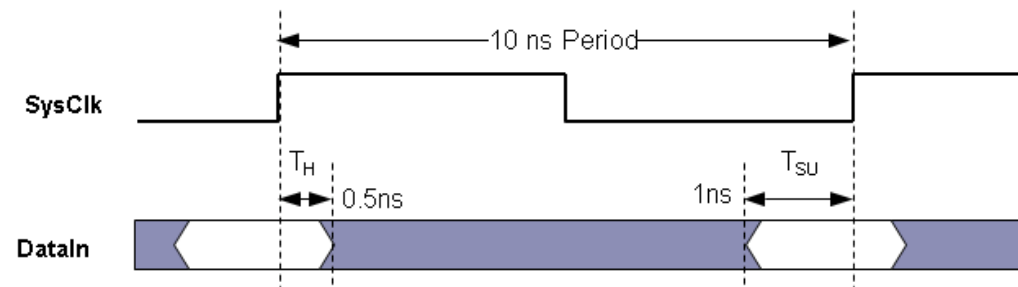 10 ns Period
SysClk
TH
TSU
0.5ns
1ns
DataIn